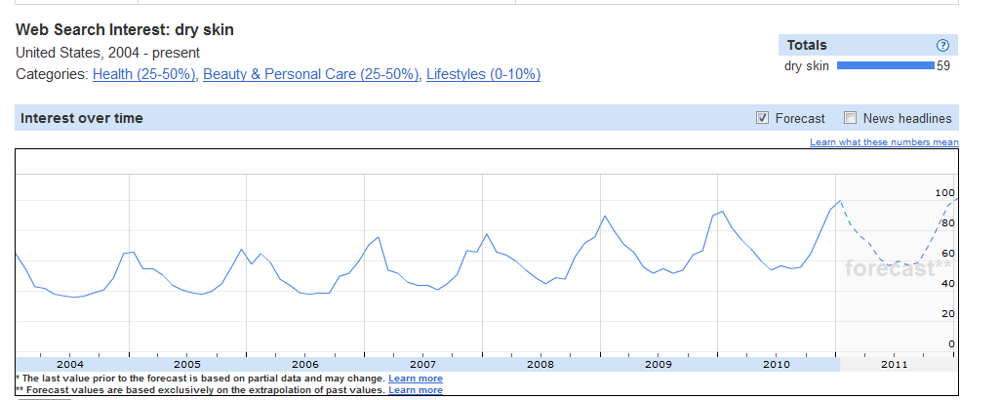 Web Search Interest: dry skin
United States, 2004 - present
Categories: Health (25-50%), Beauty & Personal Care (25-50%), Lifestyles (0-10%)
Totals ?
dry skin 59
Interest over time
Forecast
News headlines
Learn what these numbers mean
100
80
60
forecast**
40
20
0
2004 2005 2006 2007 2008 2009 2010 2011
* The last value prior to the forecast is based on partial data and may change. Learn more
** Forecast values are based exclusively on the extrapolation of past values. Learn more